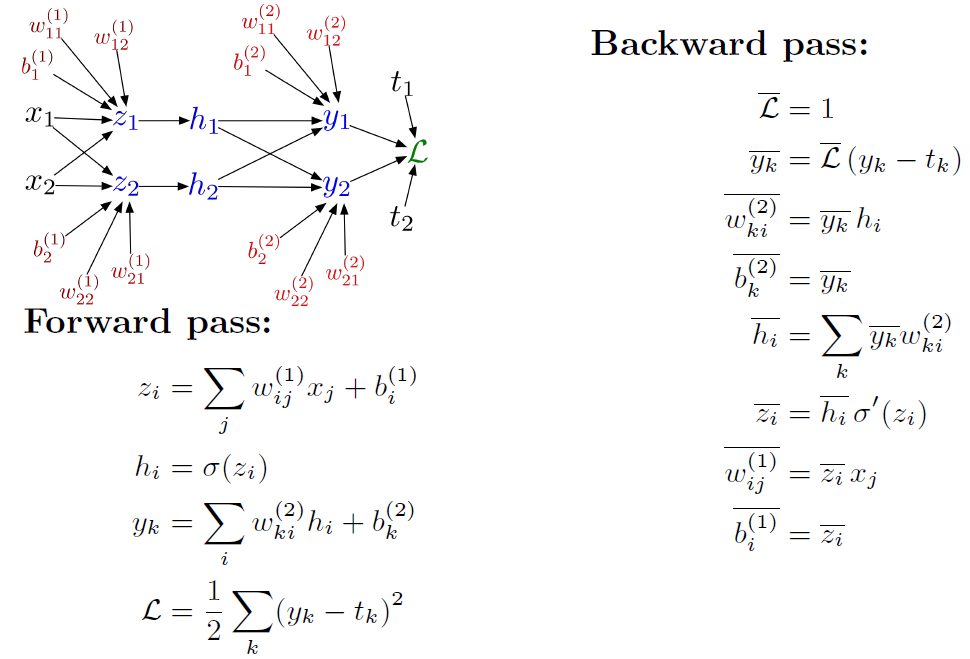 w_{11}^{(1)} w_{12}^{(1)} w_{11}^{(2)} w_{12}^{(2)}
b_1^{(1)} b_1^{(2)}
t_1
x_1 z_1 h_1 y_1
ℒ
x_2 z_2 h_2 y_2
t_2
b_2^{(1)} w_{22}^{(1)} w_{21}^{(1)} b_2^{(2)} w_{22}^{(2)} w_{21}^{(2)}
Forward pass:
z_i = \sum_j w_{ij}^{(1)} x_j + b_i^{(1)}
h_i = σ(z_i)
y_k = \sum_i w_{ki}^{(2)} h_i + b_k^{(2)}
ℒ = \frac{1}{2} \sum_k (y_k − t_k)^2
Backward pass:
\overline{ℒ} = 1
\overline{y_k} = \overline{ℒ} (y_k − t_k)
\overline{w_{ki}^{(2)}} = \overline{y_k} h_i
\overline{b_k^{(2)}} = \overline{y_k}
\overline{h_i} = \sum_k \overline{y_k} w_{ki}^{(2)}
\overline{z_i} = \overline{h_i} σ'(z_i)
\overline{w_{ij}^{(1)}} = \overline{z_i} x_j
\overline{b_i^{(1)}} = \overline{z_i}